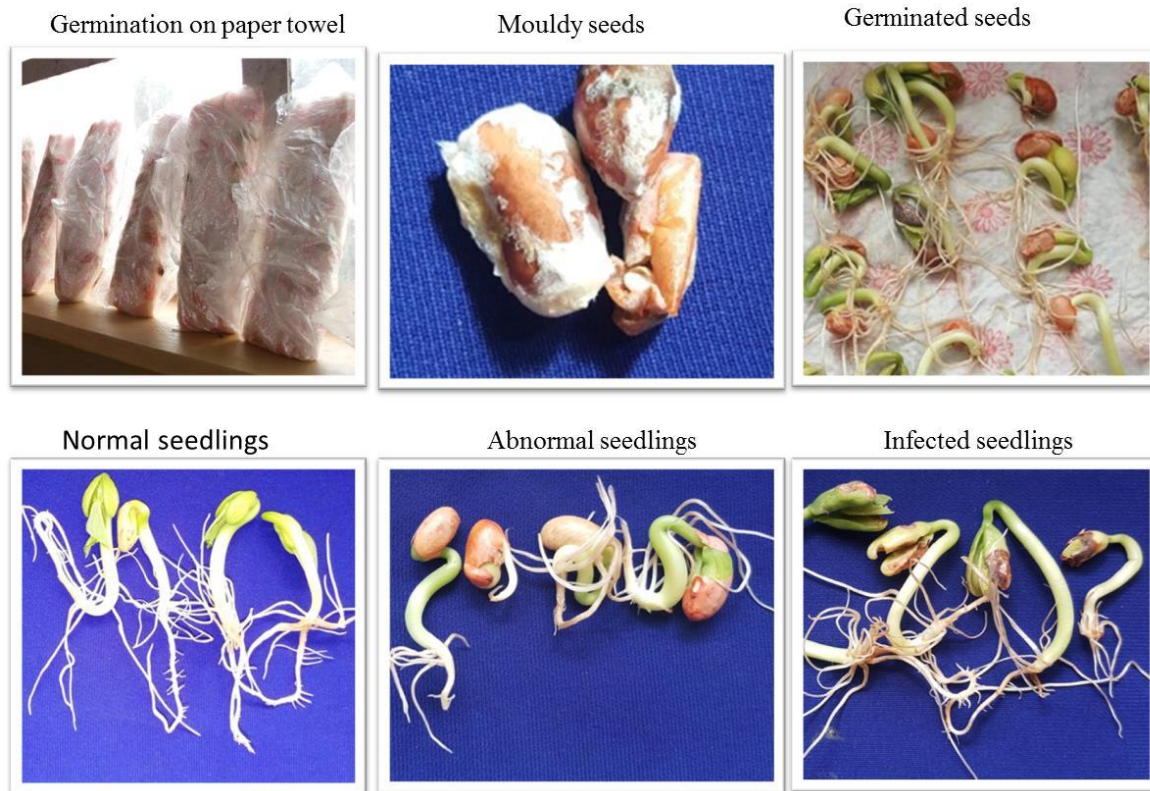 Germination on paper towel
Mouldy seeds
Germinated seeds
Normal seedlings
Abnormal seedlings
Infected seedlings